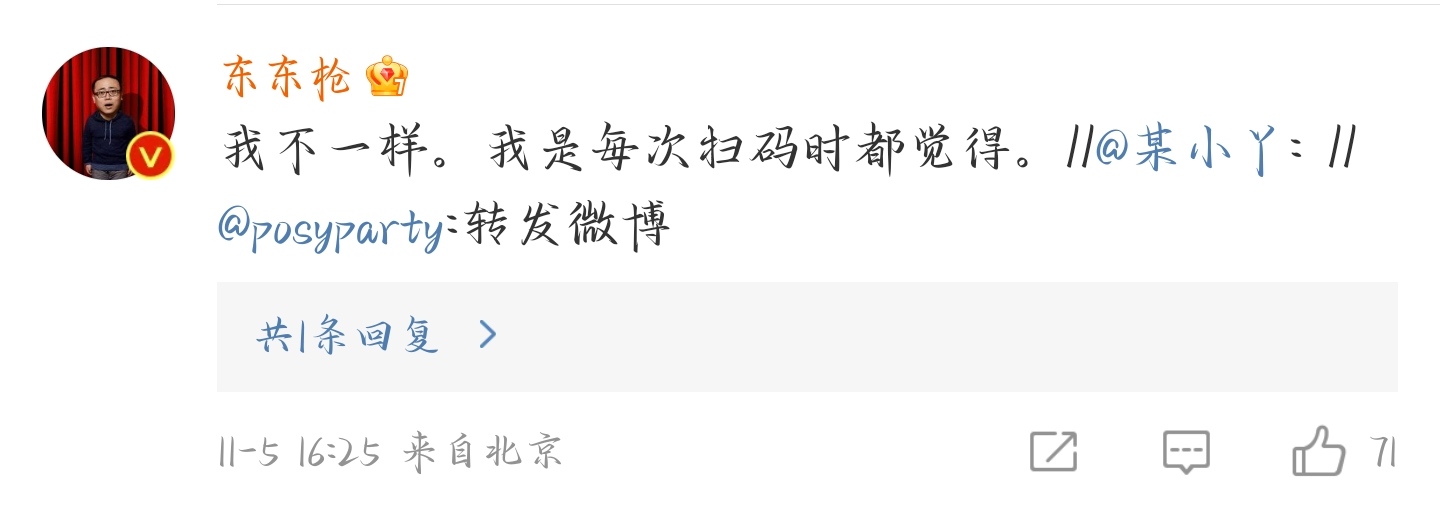 东东枪
我不一样。我是每次扫码时都觉得。//@某小丫：//
@posyparty:转发微博
共1条回复 >
11-5 16:25 来自北京
71